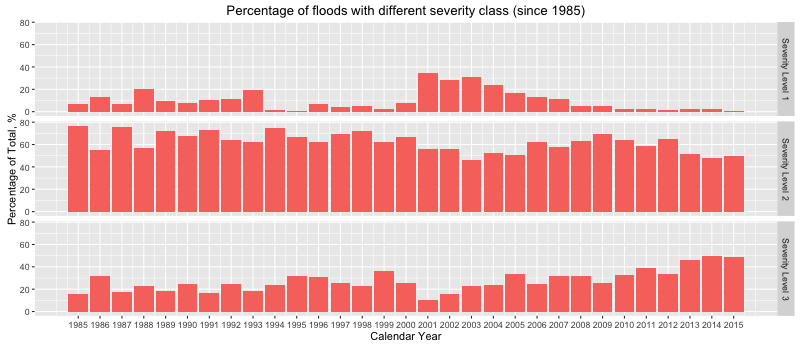 Percentage of floods with different severity class (since 1985)
Percentage of Total, %
80
60
40
20
0
Severity Level 1
80
60
40
20
0
Severity Level 2
80
60
40
20
0
Severity Level 3
1985 1986 1987 1988 1989 1990 1991 1992 1993 1994 1995 1996 1997 1998 1999 2000 2001 2002 2003 2004 2005 2006 2007 2008 2009 2010 2011 2012 2013 2014 2015
Calendar Year